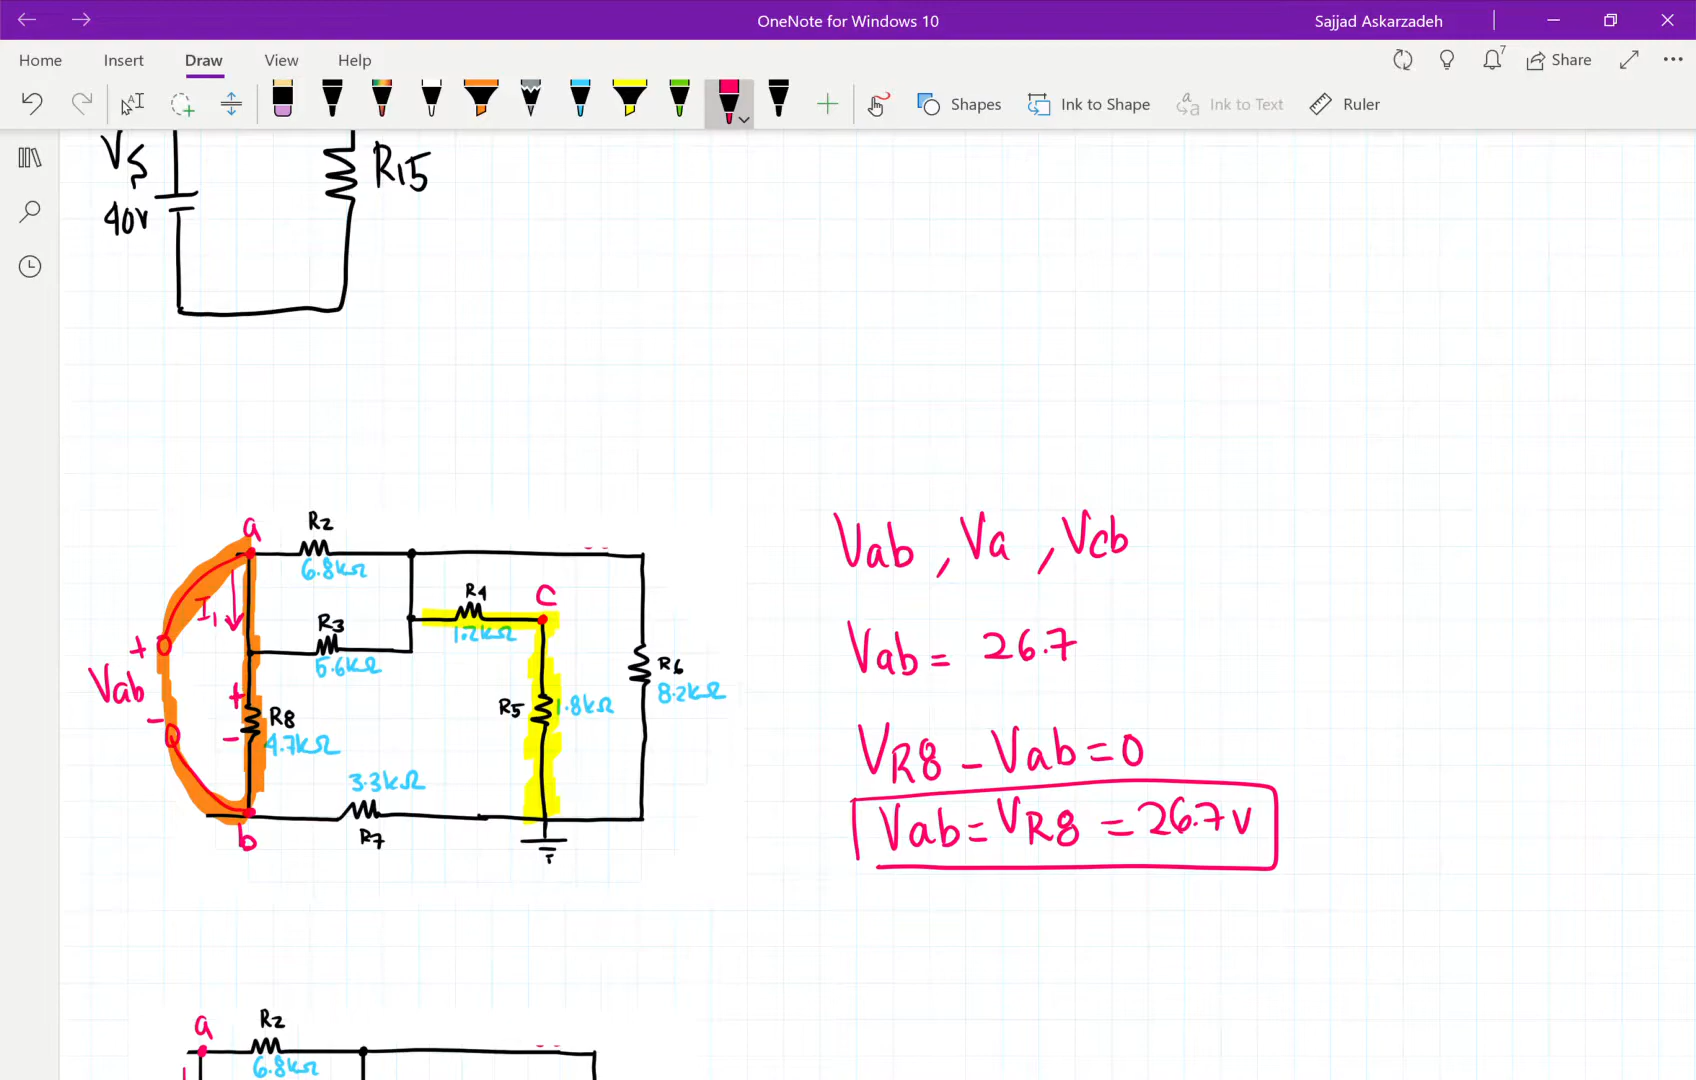 OneNote for Windows 10
Sajjad Askarzadeh
Home Insert Draw View Help
7
Share
Shapes
Ink to Shape
Ink to Text
Ruler
Vs
40v
R15
a
R2
6.8kΩ
I1
R3
5.6kΩ
R4
1.2kΩ
C
+
Vab
-
+
R8
-
4.7kΩ
R5
1.8kΩ
R6
8.2kΩ
3.3kΩ
R7
b
Vab , Va , Vcb
Vab = 26.7
VR8 - Vab = 0
Vab = VR8 = 26.7v
a
R2
6.8kΩ